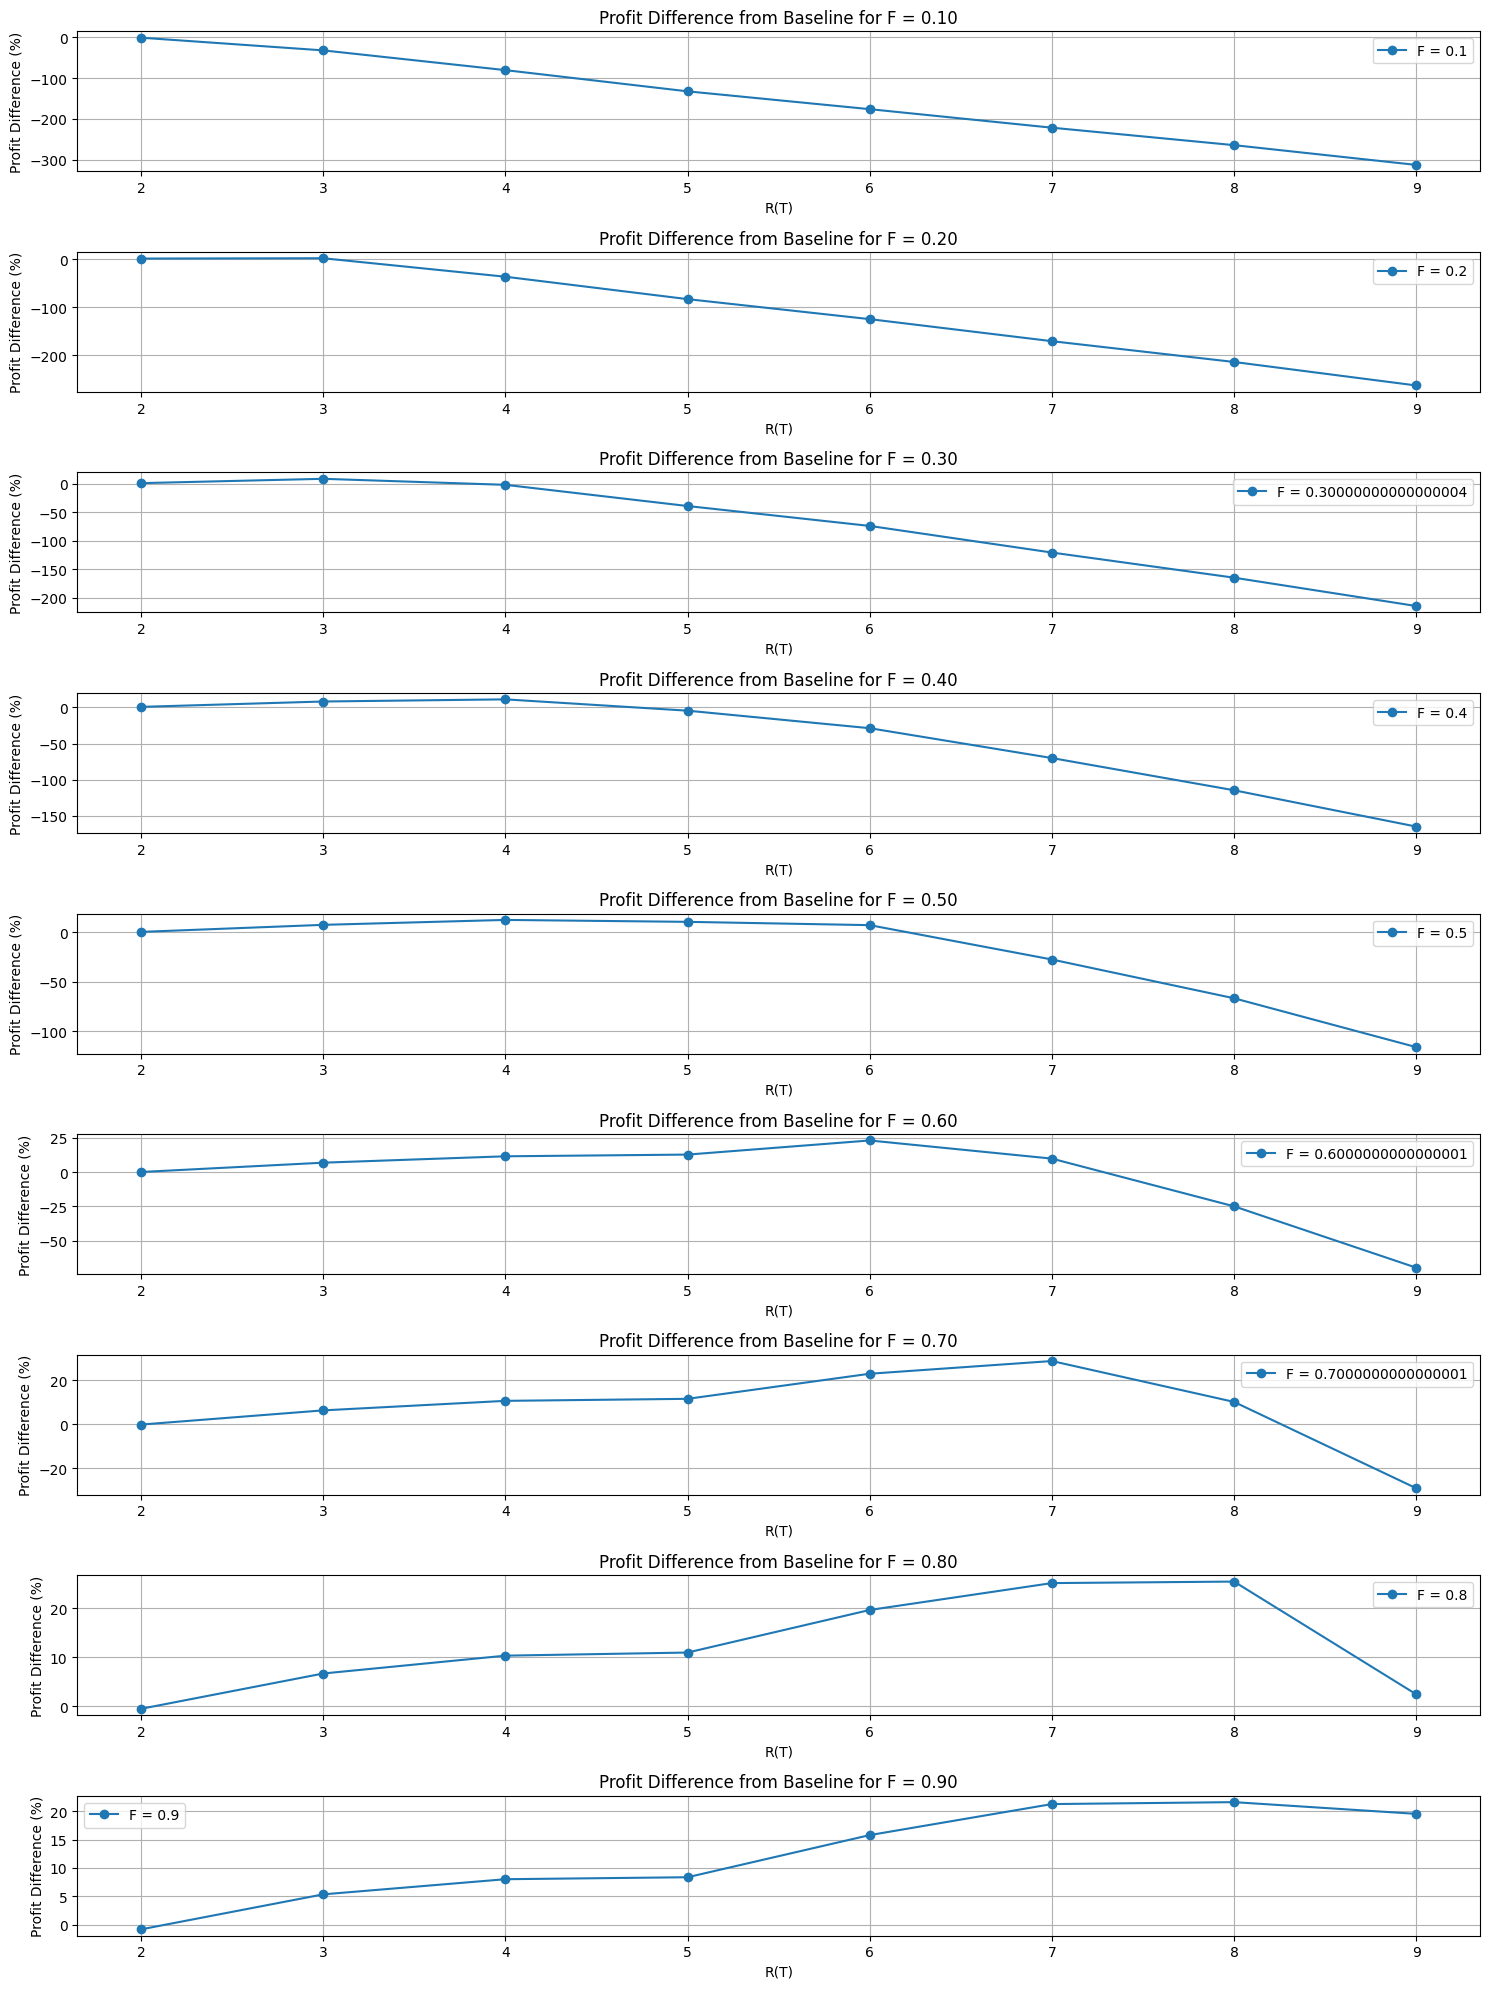 Profit Difference from Baseline for F = 0.10
Profit Difference (%)
0
−100
−200
−300
F = 0.1
2 3 4 5 6 7 8 9
R(T)
Profit Difference from Baseline for F = 0.20
Profit Difference (%)
0
−100
−200
F = 0.2
2 3 4 5 6 7 8 9
R(T)
Profit Difference from Baseline for F = 0.30
Profit Difference (%)
0
−50
−100
−150
−200
F = 0.30000000000000004
2 3 4 5 6 7 8 9
R(T)
Profit Difference from Baseline for F = 0.40
Profit Difference (%)
0
−50
−100
−150
F = 0.4
2 3 4 5 6 7 8 9
R(T)
Profit Difference from Baseline for F = 0.50
Profit Difference (%)
0
−50
−100
F = 0.5
2 3 4 5 6 7 8 9
R(T)
Profit Difference from Baseline for F = 0.60
Profit Difference (%)
25
0
−25
−50
F = 0.6000000000000001
2 3 4 5 6 7 8 9
R(T)
Profit Difference from Baseline for F = 0.70
Profit Difference (%)
20
0
−20
F = 0.7000000000000001
2 3 4 5 6 7 8 9
R(T)
Profit Difference from Baseline for F = 0.80
Profit Difference (%)
20
10
0
F = 0.8
2 3 4 5 6 7 8 9
R(T)
Profit Difference from Baseline for F = 0.90
Profit Difference (%)
20
15
10
5
0
F = 0.9
2 3 4 5 6 7 8 9
R(T)